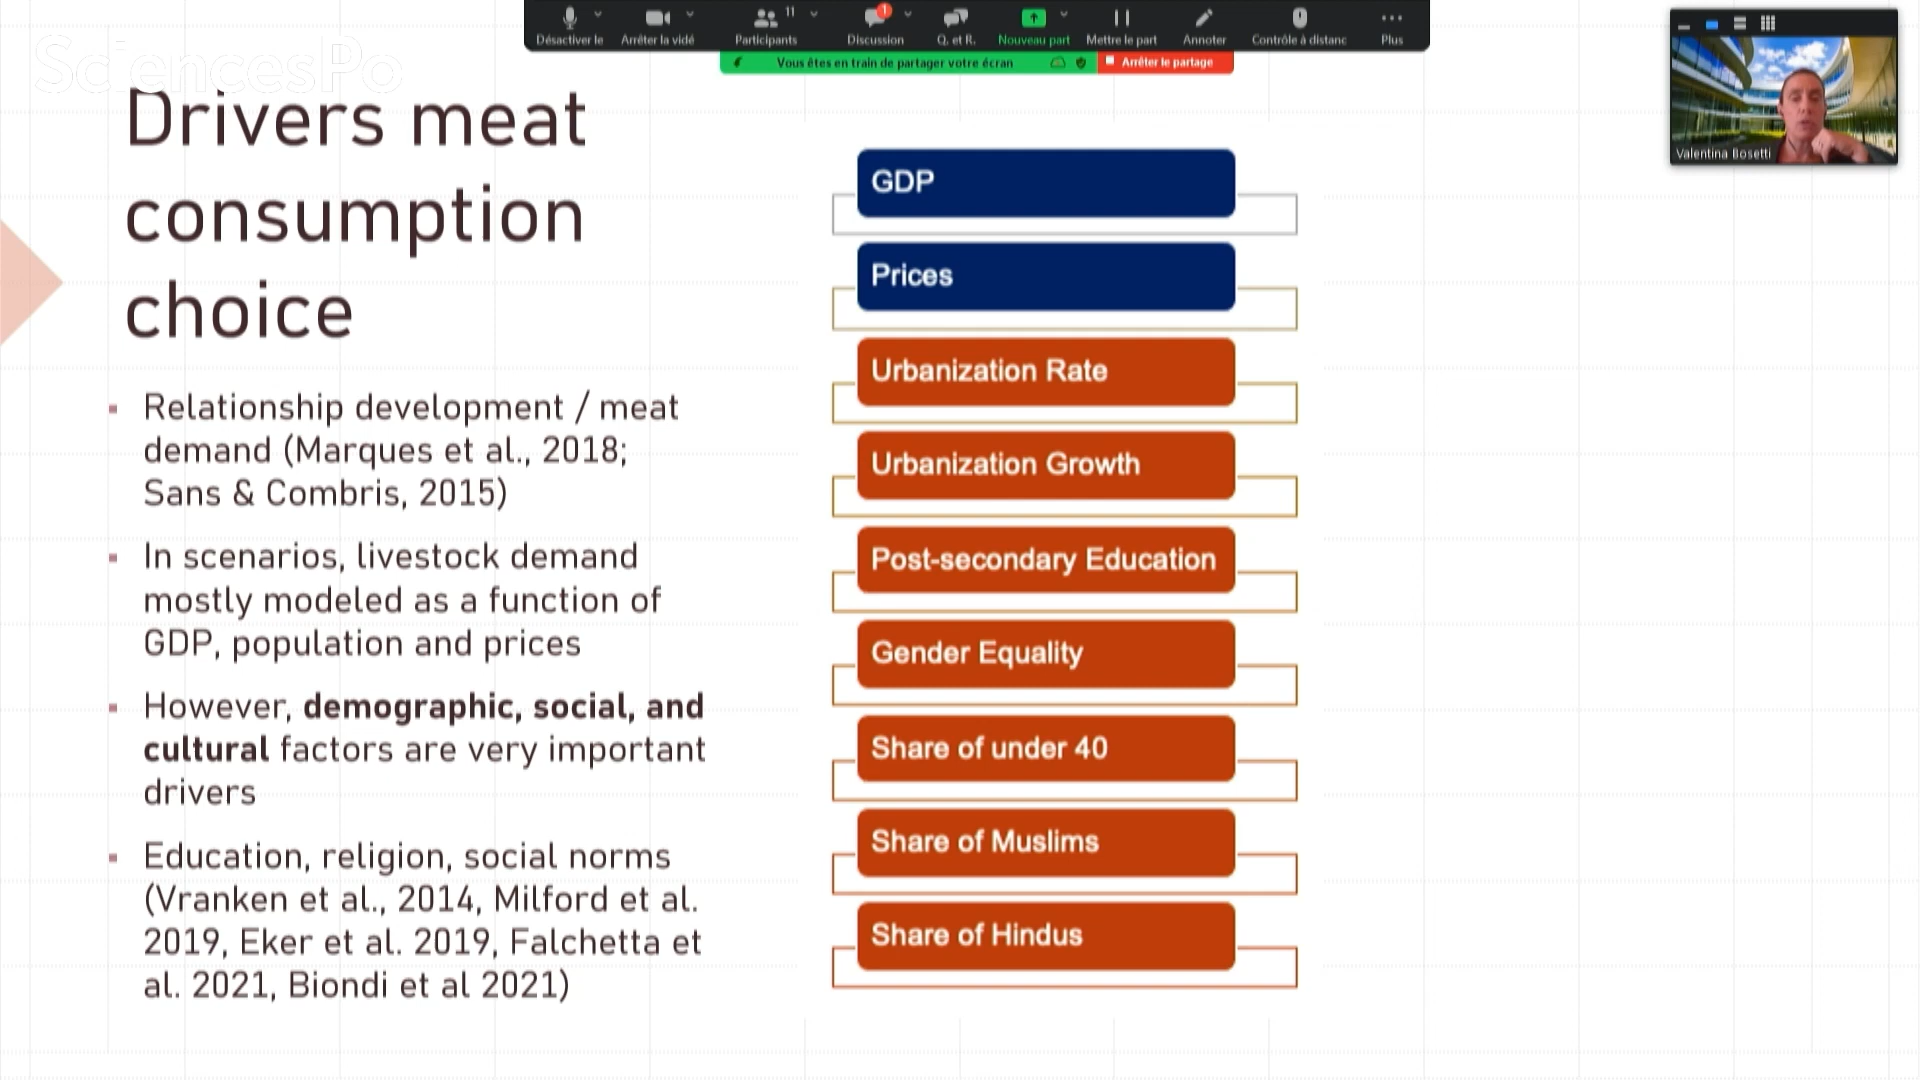 Désactiver le
Arrêter la vidé
Participants
11
Discussion
1
Q. et R.
Nouveau part
Mettre le part
Annoter
Contrôle à distanc
Plus
Vous êtes en train de partager votre écran
Arrêter le partage
Valentina Bosetti
SciencesPo
Drivers meat
consumption
choice
Relationship development / meat
demand (Marques et al., 2018;
Sans & Combris, 2015)
In scenarios, livestock demand
mostly modeled as a function of
GDP, population and prices
However, demographic, social, and
cultural factors are very important
drivers
Education, religion, social norms
(Vranken et al., 2014, Milford et al.
2019, Eker et al. 2019, Falchetta et
al. 2021, Biondi et al 2021)
GDP
Prices
Urbanization Rate
Urbanization Growth
Post-secondary Education
Gender Equality
Share of under 40
Share of Muslims
Share of Hindus